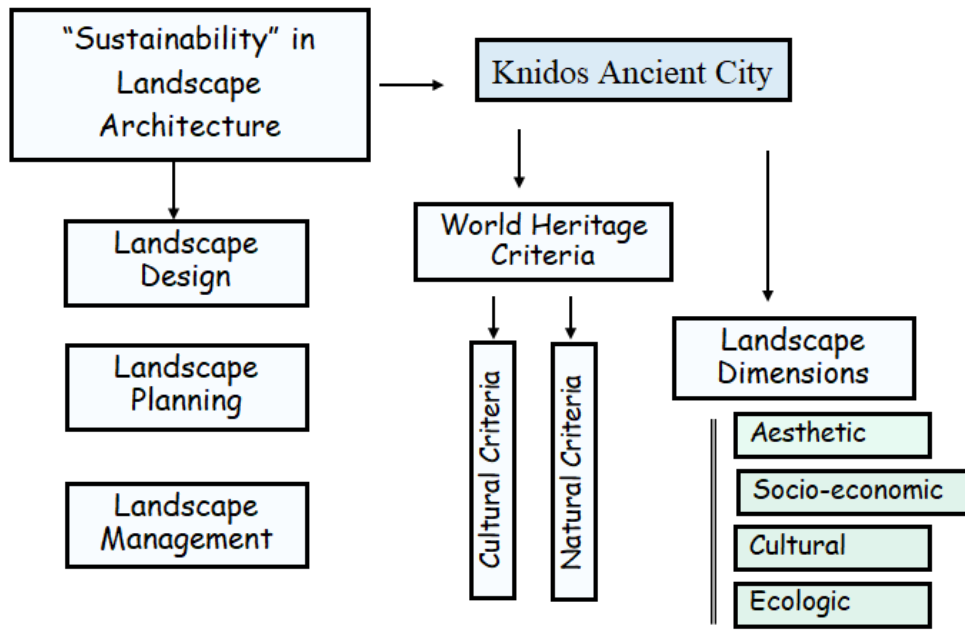 “Sustainability” in
Landscape
Architecture
Knidos Ancient City
Landscape
Design
Landscape
Planning
Landscape
Management
World Heritage
Criteria
Cultural Criteria
Natural Criteria
Landscape
Dimensions
Aesthetic
Socio-economic
Cultural
Ecologic